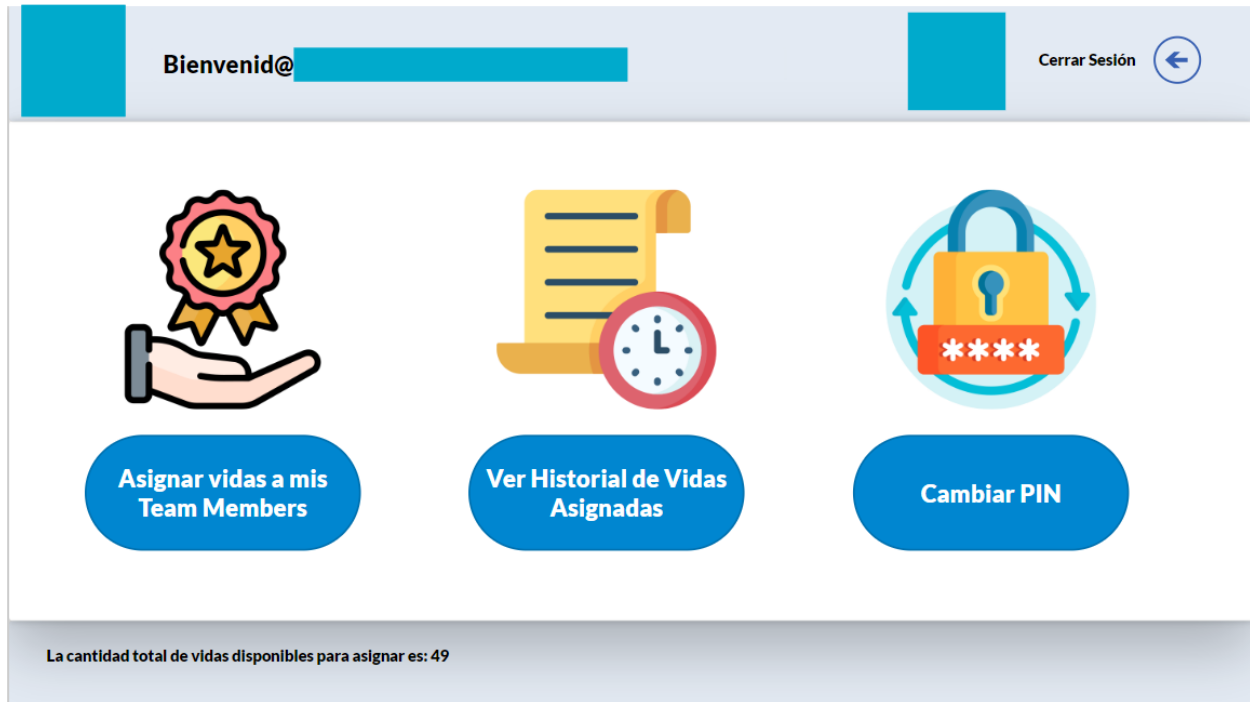 Bienvenid@
Cerrar Sesión
Asignar vidas a mis
Team Members
Ver Historial de Vidas
Asignadas
****
Cambiar PIN
La cantidad total de vidas disponibles para asignar es: 49